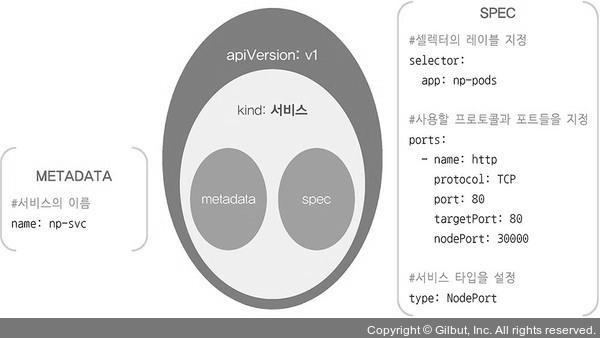 METADATA
#서비스의 이름
name: np-svc
apiVersion: v1
kind: 서비스
metadata
spec
SPEC
#셀렉터의 레이블 지정
selector:
  app: np-pods
#사용할 프로토콜과 포트들을 지정
ports:
  - name: http
    protocol: TCP
    port: 80
    targetPort: 80
    nodePort: 30000
#서비스 타입을 설정
type: NodePort
Copyright © Gilbut, Inc. All rights reserved.